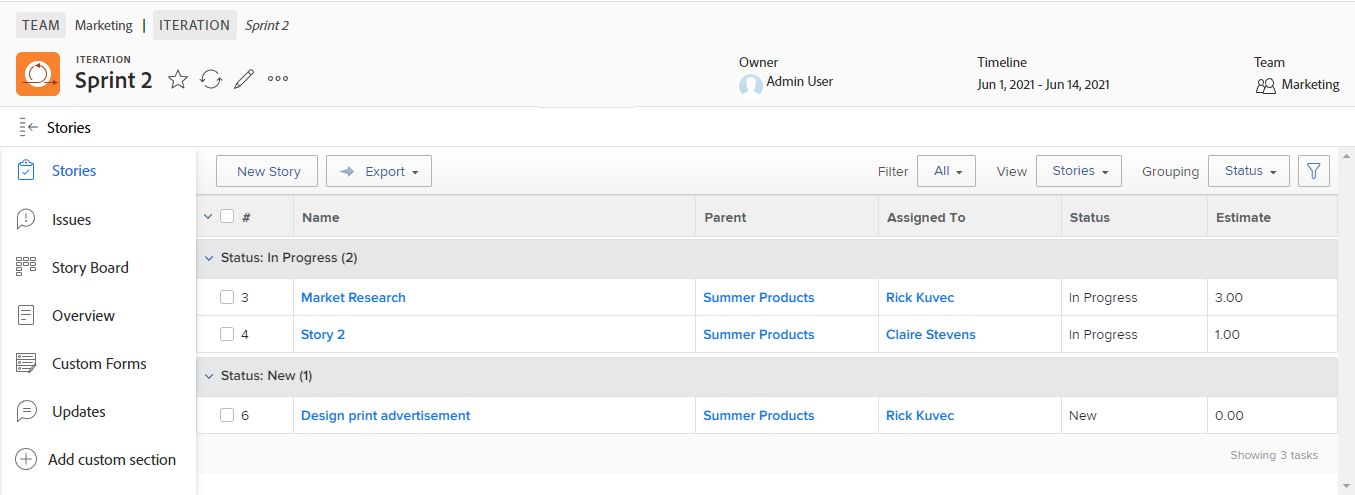 TEAM Marketing | ITERATION Sprint 2
ITERATION
Sprint 2
Owner
Admin User
Timeline
Jun 1, 2021 - Jun 14, 2021
Team
Marketing
Stories
Stories
Issues
Story Board
Overview
Custom Forms
Updates
Add custom section
New Story Export Filter All View Stories Grouping Status
# Name Parent Assigned To Status Estimate
Status: In Progress (2)
3 Market Research Summer Products Rick Kuvec In Progress 3.00
4 Story 2 Summer Products Claire Stevens In Progress 1.00
Status: New (1)
6 Design print advertisement Summer Products Rick Kuvec New 0.00
Showing 3 tasks